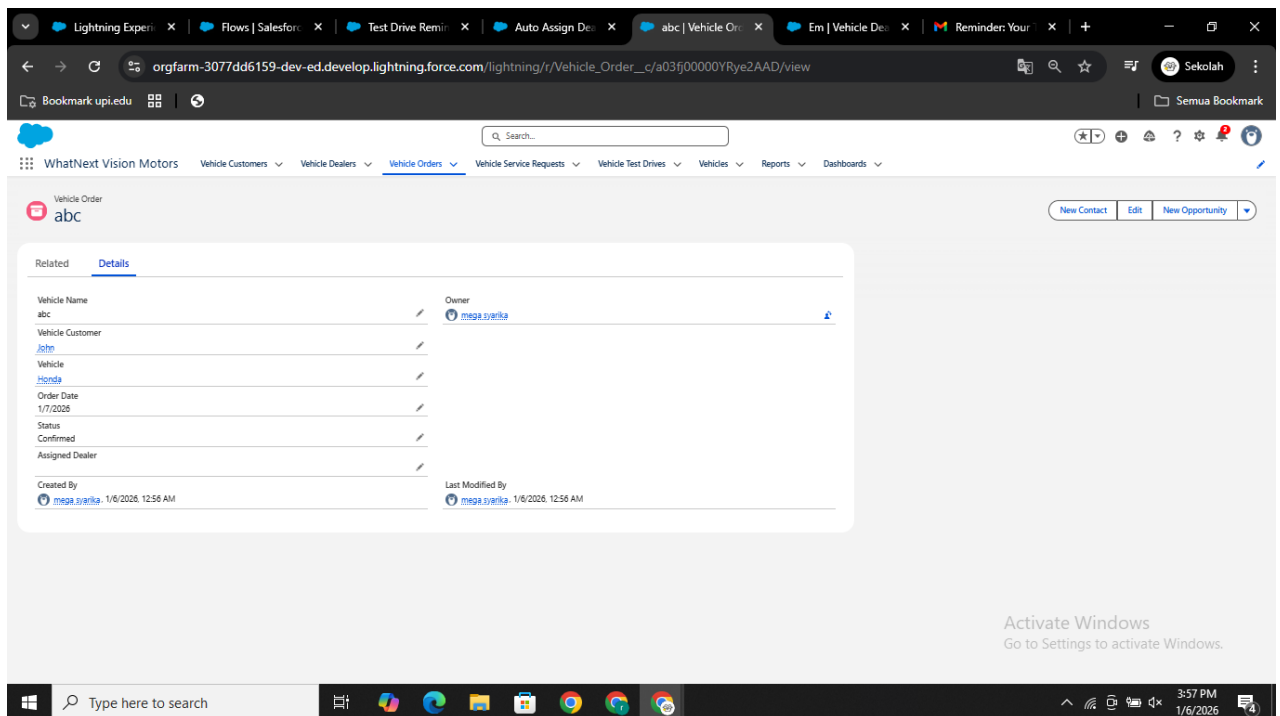 Lightning Experi
Flows | Salesforc
Test Drive Remin
Auto Assign Dea
abc | Vehicle Orc
Em | Vehicle Dea
Reminder: Your T
orgfarm-3077dd6159-dev-ed.develop.lightning.force.com/lightning/r/Vehicle_Order__c/a03fj00000YRye2AAD/view
Sekolah
Bookmark upi.edu
Semua Bookmark
Search...
2
WhatNext Vision Motors
Vehicle Customers
Vehicle Dealers
Vehicle Orders
Vehicle Service Requests
Vehicle Test Drives
Vehicles
Reports
Dashboards
Vehicle Order
abc
New Contact
Edit
New Opportunity
Related
Details
Vehicle Name
abc
Owner
mega syarika
Vehicle Customer
John
Vehicle
Honda
Order Date
1/7/2026
Status
Confirmed
Assigned Dealer
Created By
mega syarika, 1/6/2026, 12:56 AM
Last Modified By
mega syarika, 1/6/2026, 12:56 AM
Activate Windows
Go to Settings to activate Windows.
Type here to search
3:57 PM
1/6/2026
4